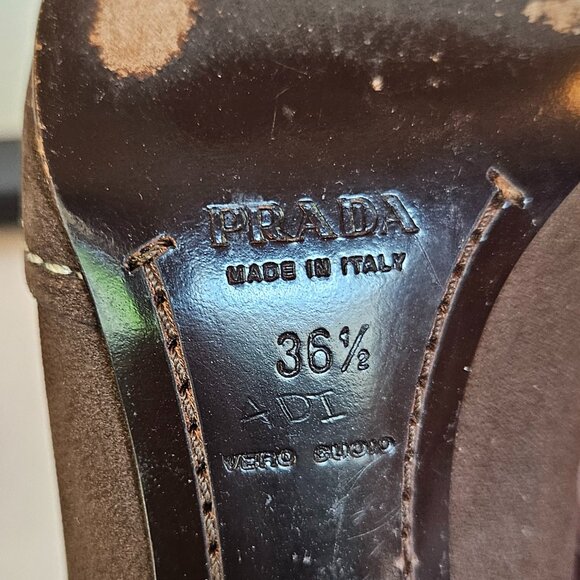 PRADA
MADE IN ITALY
36½
ADI
VERO CUOIO